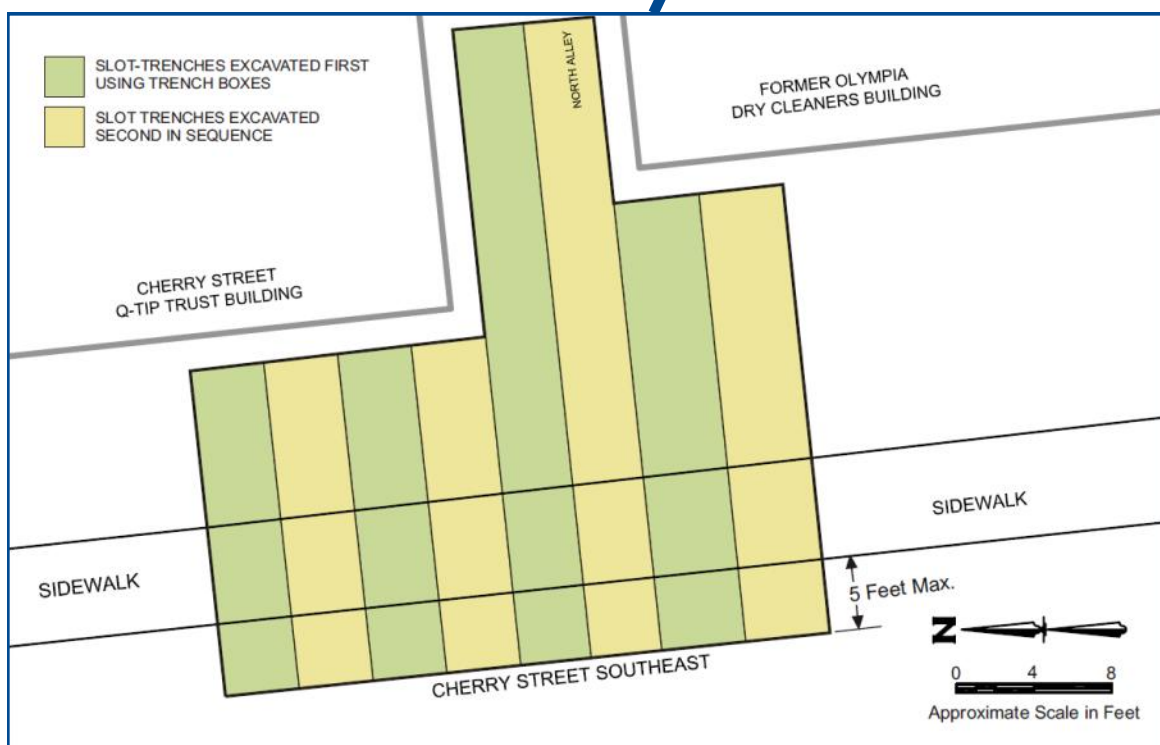 SLOT-TRENCHES EXCAVATED FIRST
USING TRENCH BOXES
SLOT TRENCHES EXCAVATED
SECOND IN SEQUENCE
NORTH ALLEY
FORMER OLYMPIA
DRY CLEANERS BUILDING
CHERRY STREET
Q-TIP TRUST BUILDING
SIDEWALK
SIDEWALK
5 Feet Max.
CHERRY STREET SOUTHEAST
N
0 4 8
Approximate Scale in Feet